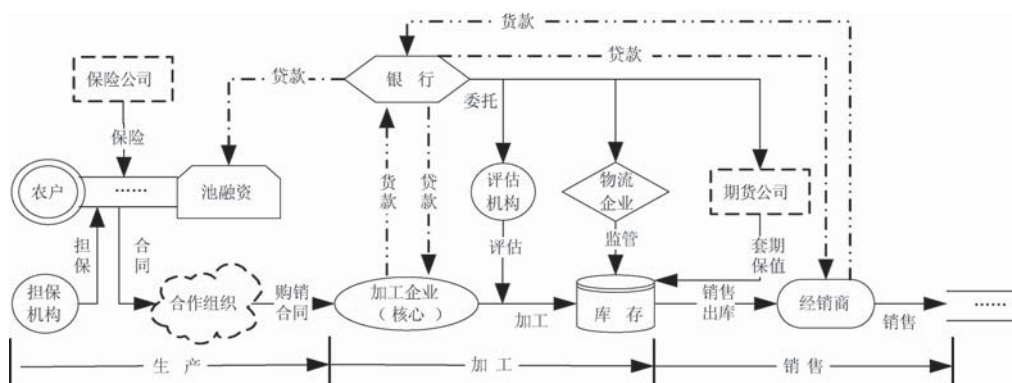 货款
贷款
保险公司
贷款
银 行
委托
保险
农户
……
池融资
货款
贷款
评估
机构
物流
企业
期货公司
担保
合同
评估
监管
套期
保值
担保
机构
合作组织
购销
合同
加工企业
（核心）
加工
库 存
销售
出库
经销商
销售
……
生 产
加 工
销 售